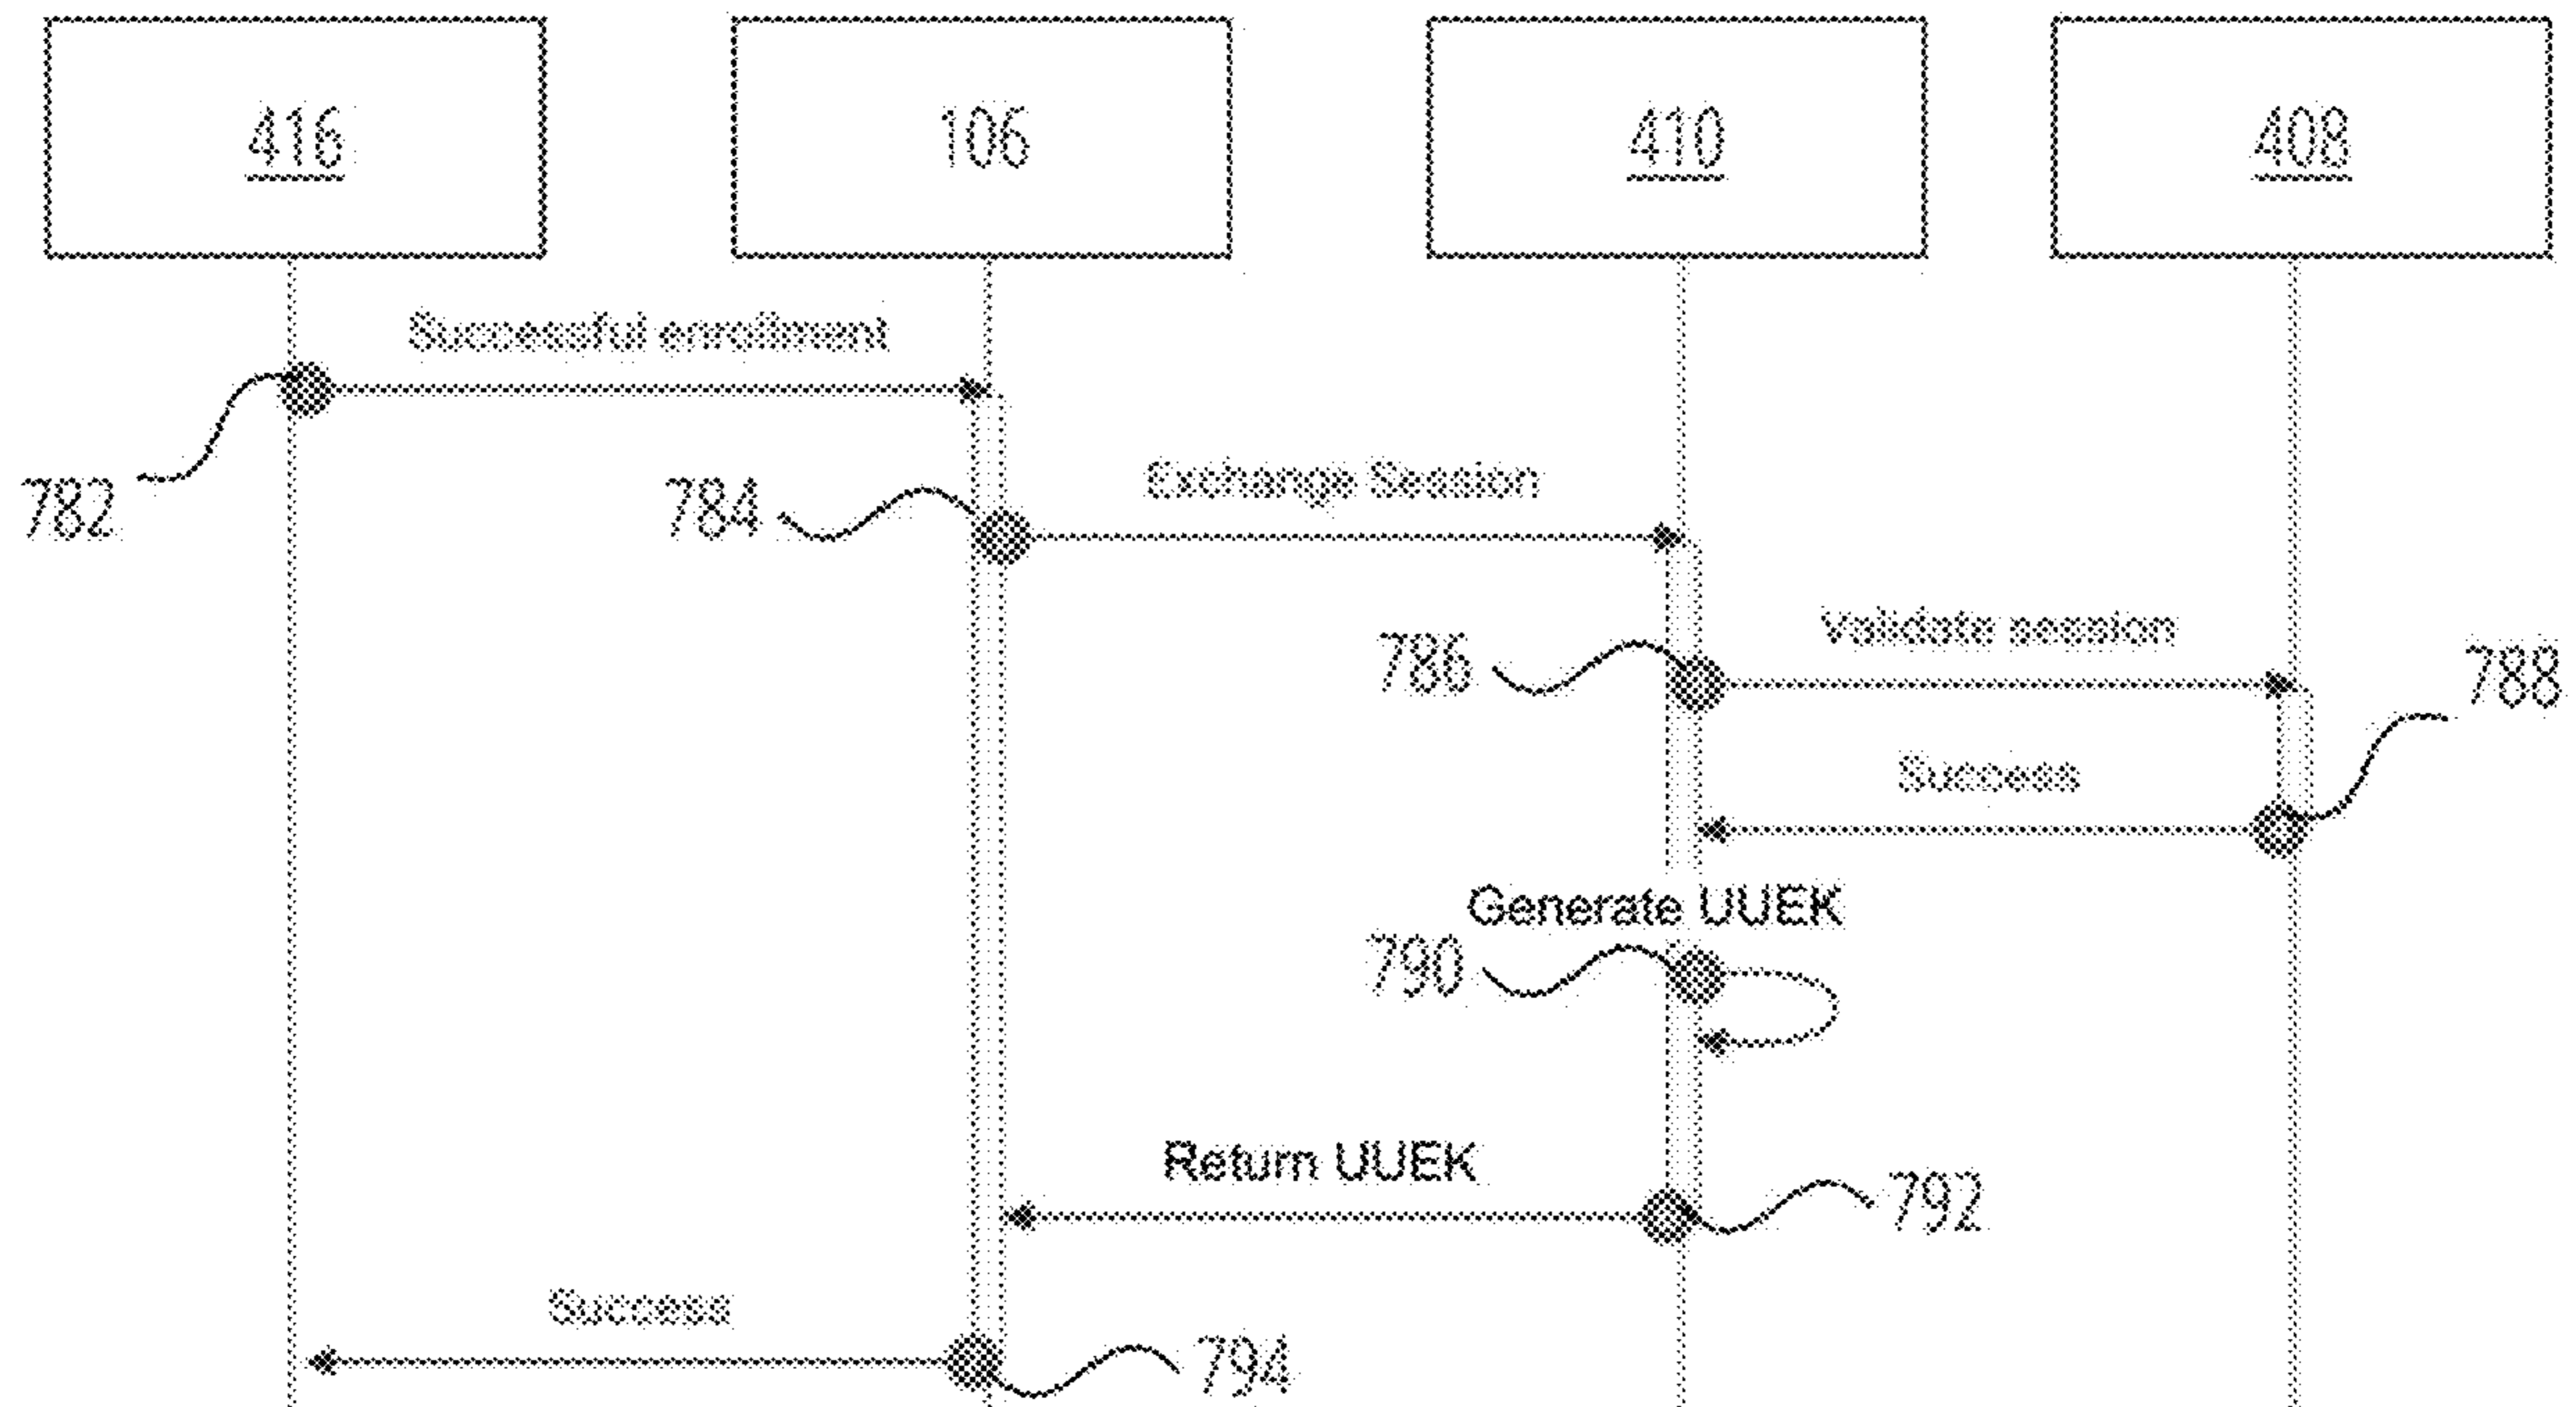 416
106
410
408
Successful enrollment
782
784
Exchange Session
786
Validate session
788
Success
Generate UUEK
790
Return UUEK
792
Success
794